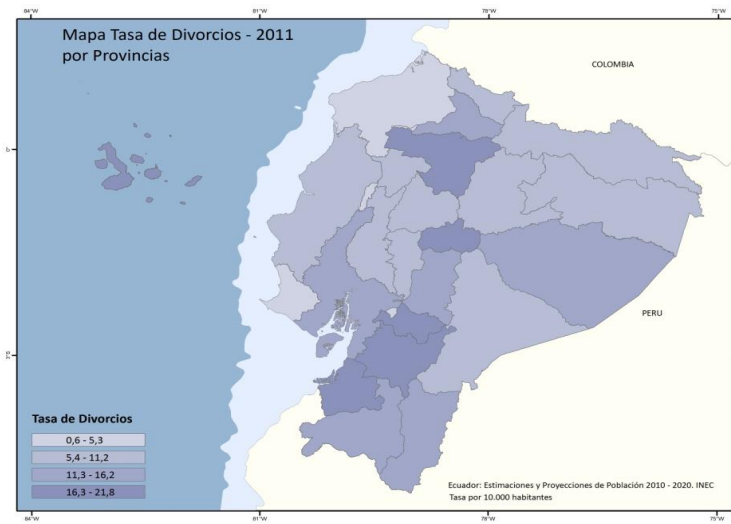 84°W 81°W 78°W 75°W
Mapa Tasa de Divorcios - 2011
por Provincias
COLOMBIA
PERU
Tasa de Divorcios
0,6 - 5,3
5,4 - 11,2
11,3 - 16,2
16,3 - 21,8
Ecuador: Estimaciones y Proyecciones de Población 2010 - 2020. INEC
Tasa por 10.000 habitantes
84°W 81°W 78°W 75°W